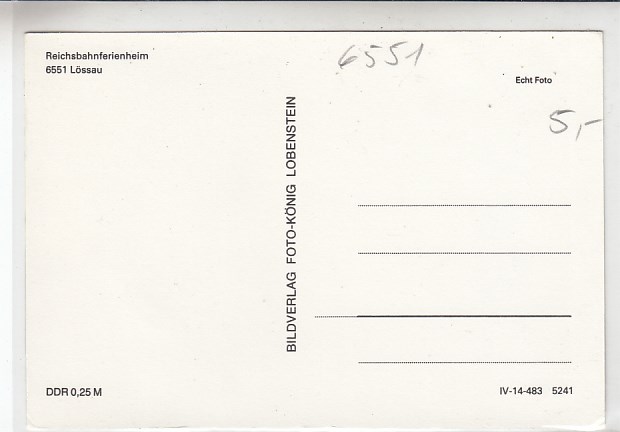 Reichsbahnferienheim
6551 Lössau
6551
Echt Foto
5,-
BILDVERLAG FOTO-KÖNIG LOBENSTEIN
DDR 0,25 M
IV-14-483 5241